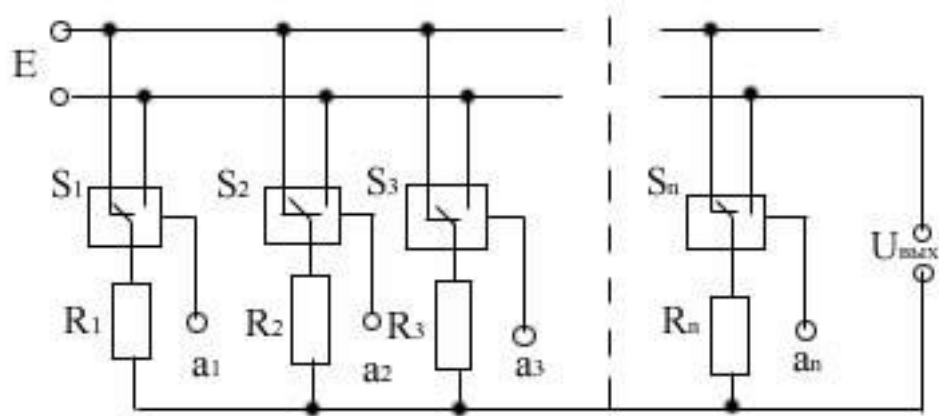 E
S1 S2 S3 Sn
Uвых
R1 R2 R3 Rn
a1 a2 a3 an